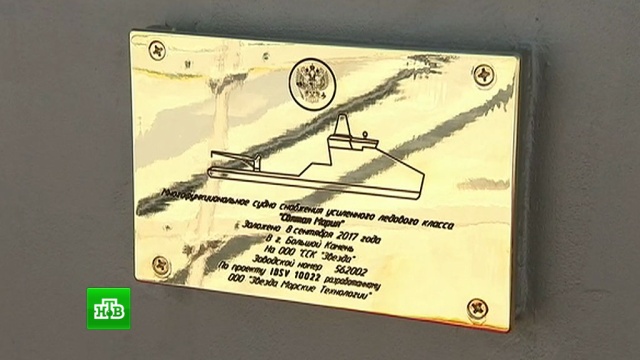 Многофункциональное судно снабжения усиленного ледового класса
"Святая Мария"
Заложено 8 сентября 2017 года
В г. Большой Камень
На ООО "ССК "Звезда"
Заводской номер 562002
(По проекту IBSV 10022 разработанному
ООО "Звезда Морские Технологии"
НТВ